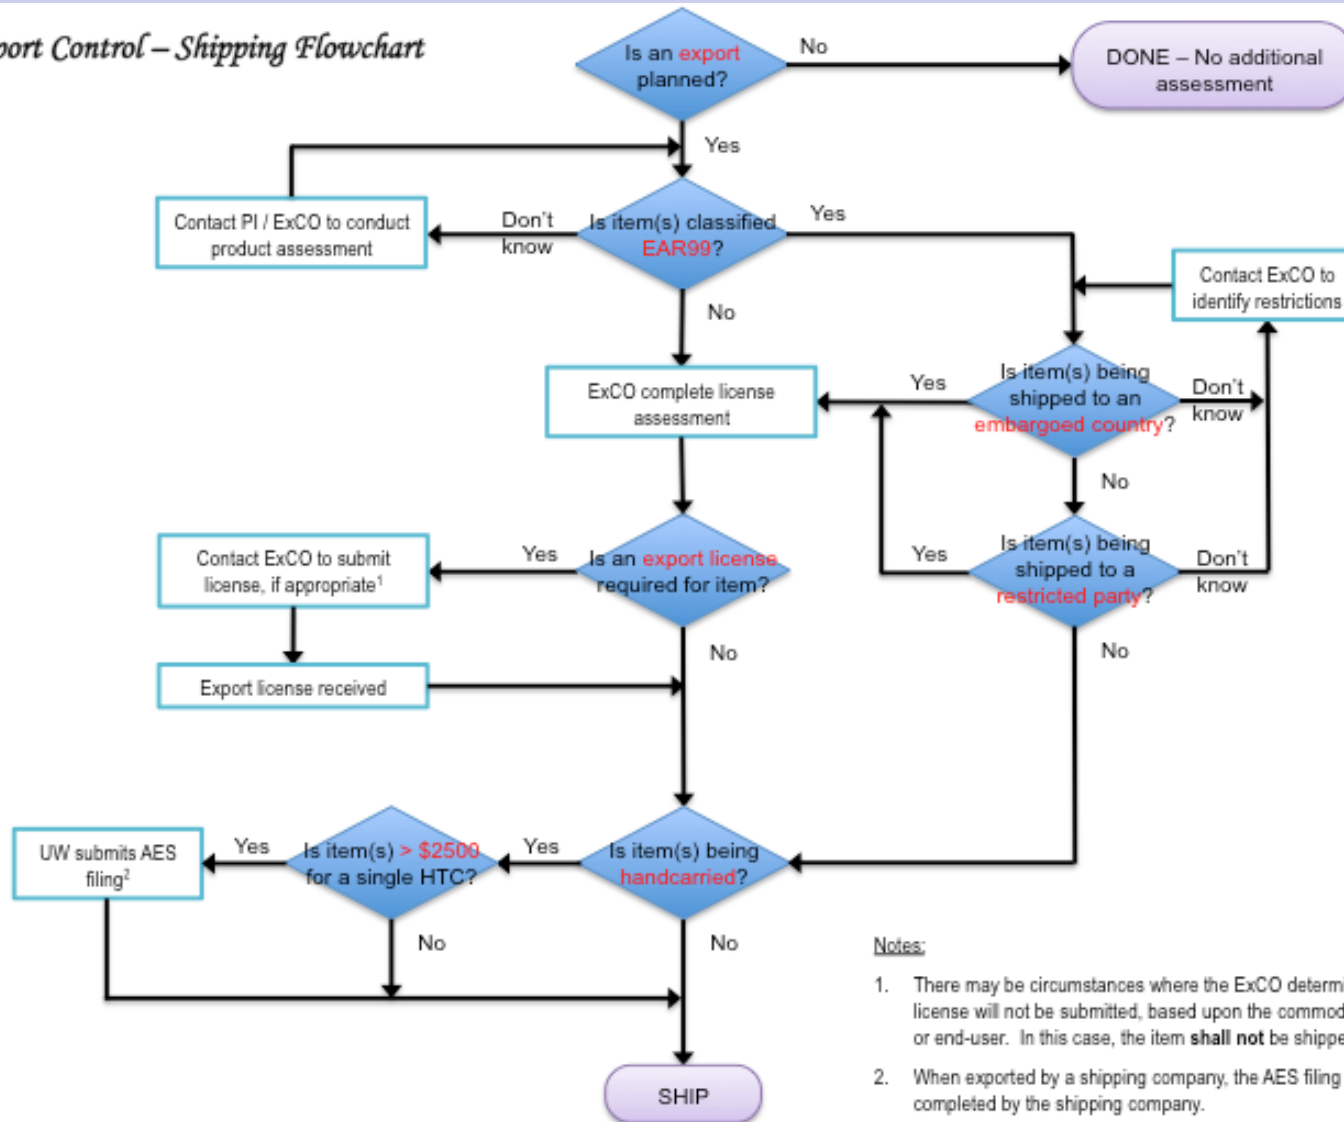 port Control – Shipping Flowchart
Is an export
planned?
No
DONE – No additional
assessment
Yes
Contact PI / ExCO to conduct
product assessment
Don't
know
Is item(s) classified
EAR99?
Yes
Contact ExCO to
identify restrictions
No
ExCO complete license
assessment
Yes
Is item(s) being
shipped to an
embargoed country?
Don't
know
No
Contact ExCO to submit
license, if appropriate1
Yes
Is an export license
required for item?
Yes
Is item(s) being
shipped to a
restricted party?
Don't
know
No
No
Export license received
UW submits AES
filing2
Yes
Is item(s) > $2500
for a single HTC?
Yes
Is item(s) being
handcarried?
No
No
SHIP
Notes:
1. There may be circumstances where the ExCO determi
license will not be submitted, based upon the commod
or end-user. In this case, the item shall not be shippe
2. When exported by a shipping company, the AES filing
completed by the shipping company.